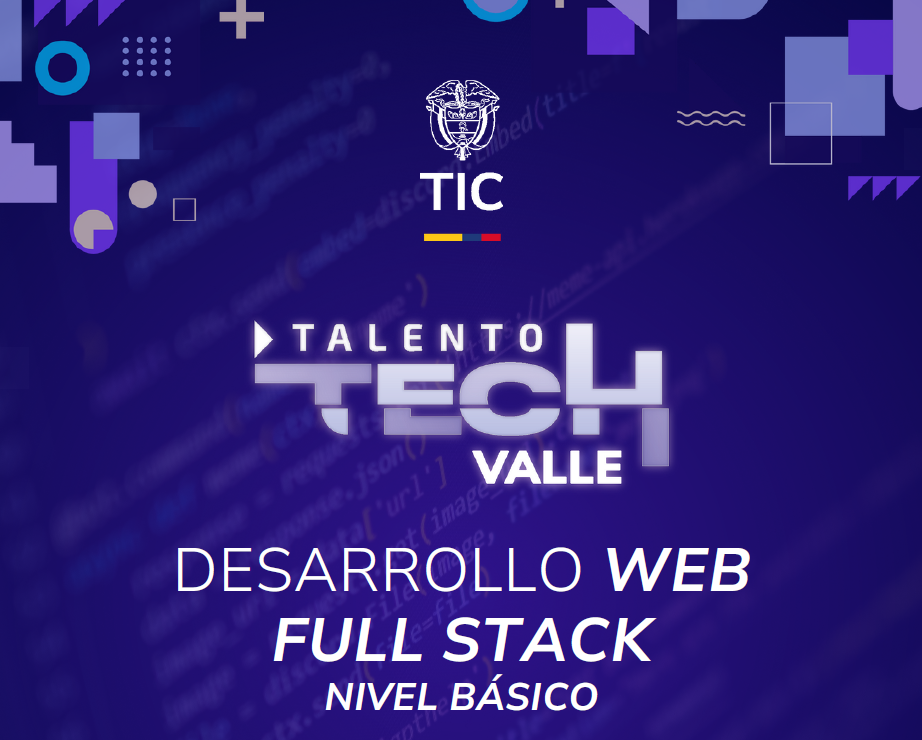 TIC
TALENTO
TECH
VALLE
DESARROLLO WEB
FULL STACK
NIVEL BÁSICO